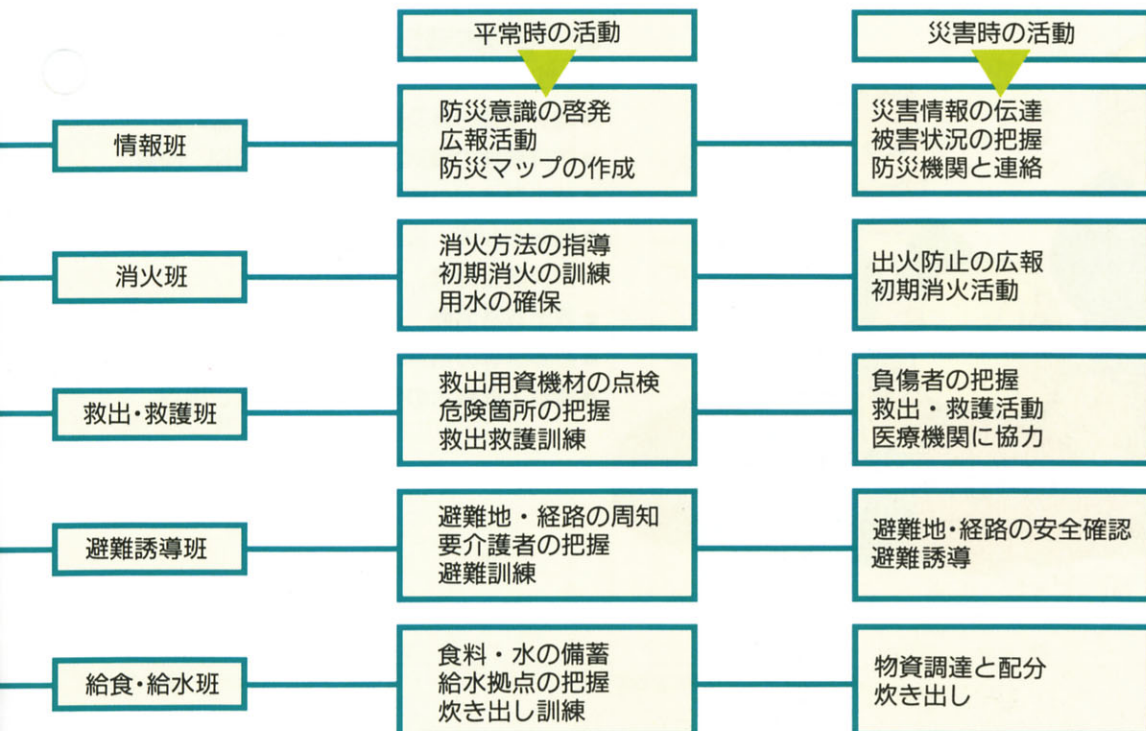 平常時の活動
災害時の活動
情報班
防災意識の啓発
広報活動
防災マップの作成
災害情報の伝達
被害状況の把握
防災機関と連絡
消火班
消火方法の指導
初期消火の訓練
用水の確保
出火防止の広報
初期消火活動
救出・救護班
救出用資機材の点検
危険箇所の把握
救出救護訓練
負傷者の把握
救出・救護活動
医療機関に協力
避難誘導班
避難地・経路の周知
要介護者の把握
避難訓練
避難地・経路の安全確認
避難誘導
給食・給水班
食料・水の備蓄
給水拠点の把握
炊き出し訓練
物資調達と配分
炊き出し